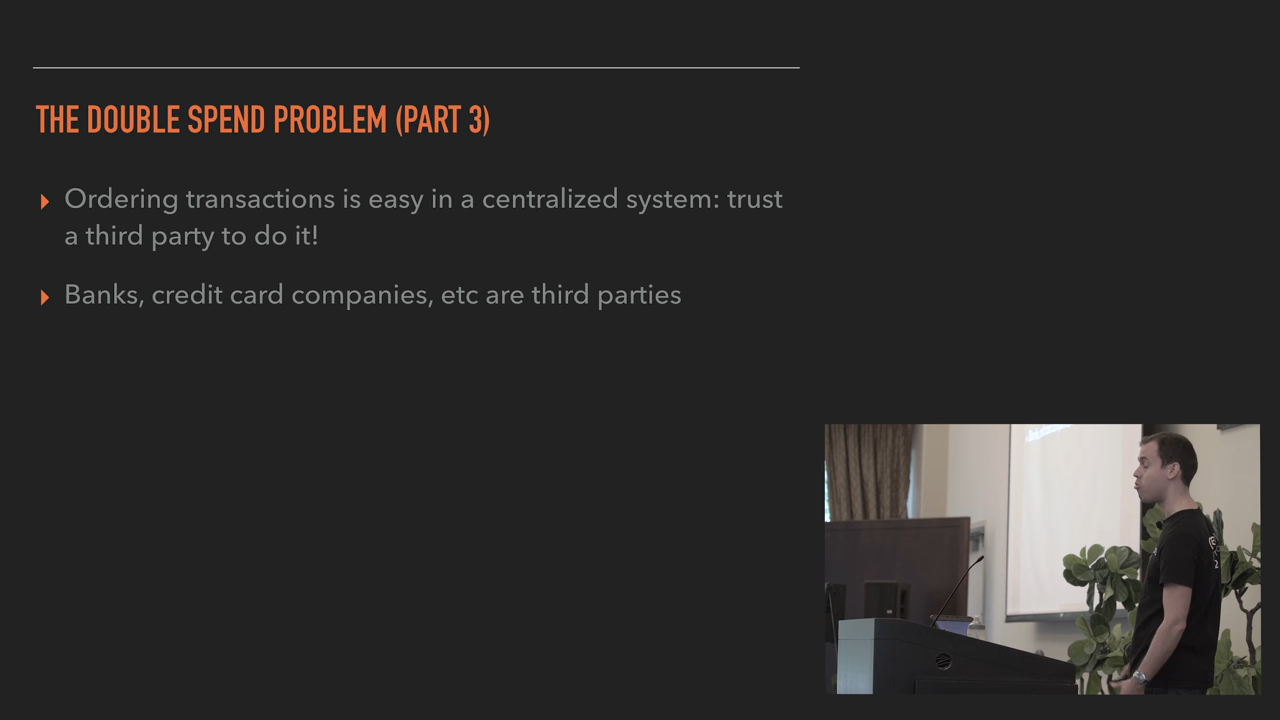 THE DOUBLE SPEND PROBLEM (PART 3)
Ordering transactions is easy in a centralized system: trust
a third party to do it!
Banks, credit card companies, etc are third parties